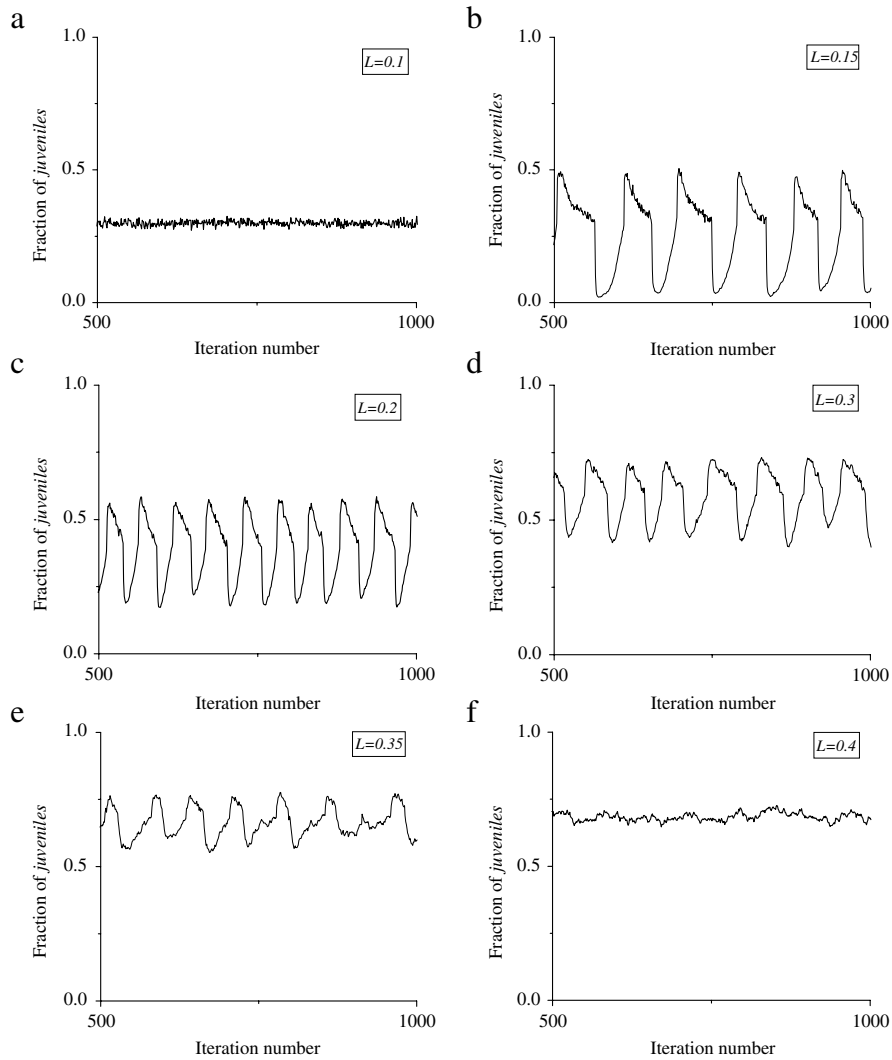 a
1.0
L=0.1
Fraction of juveniles
0.5
0.0
500
1000
Iteration number
b
1.0
L=0.15
Fraction of juveniles
0.5
0.0
500
1000
Iteration number
c
1.0
L=0.2
Fraction of juveniles
0.5
0.0
500
1000
Iteration number
d
1.0
L=0.3
Fraction of juveniles
0.5
0.0
500
1000
Iteration number
e
1.0
L=0.35
Fraction of juveniles
0.5
0.0
500
1000
Iteration number
f
1.0
L=0.4
Fraction of juveniles
0.5
0.0
500
1000
Iteration number